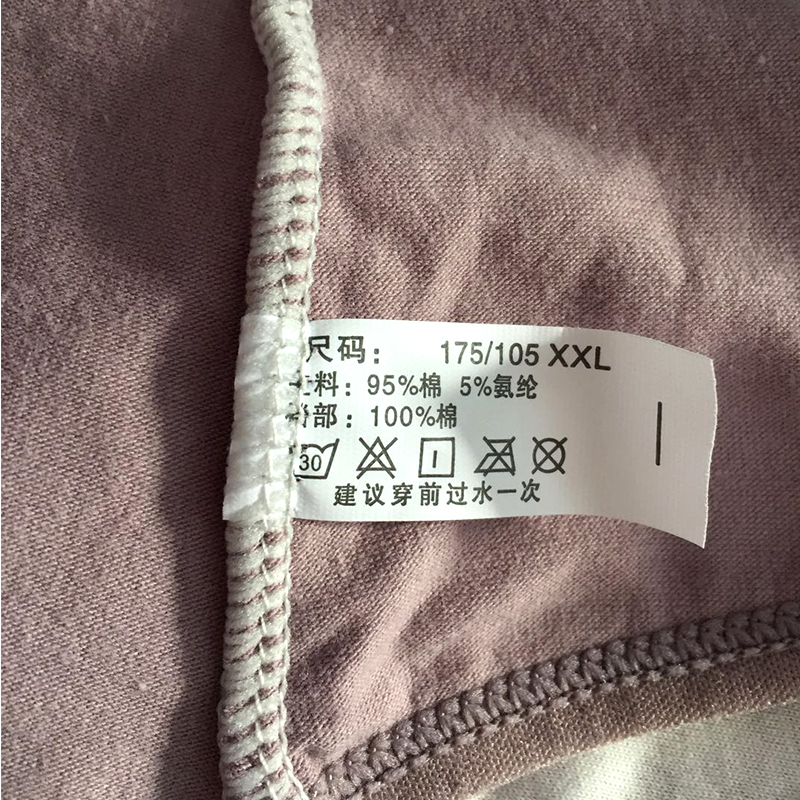 尺码: 175/105 XXL
料: 95%棉 5%氨纶
部: 100%棉
30
建议穿前过水一次